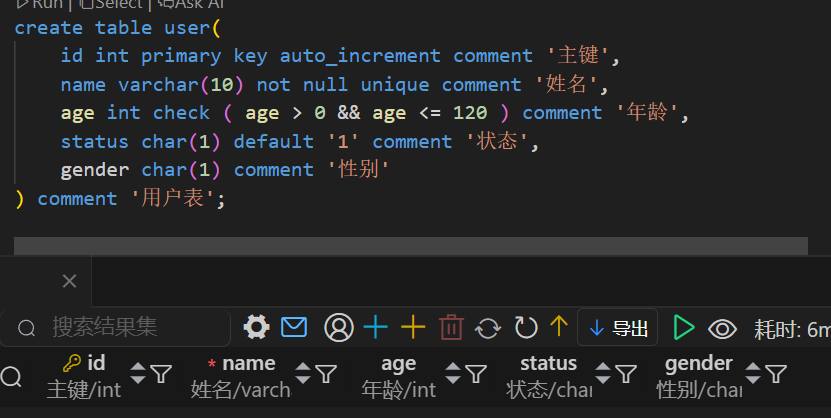 Run | Select | Ask AI
create table user(
id int primary key auto_increment comment '主键',
name varchar(10) not null unique comment '姓名',
age int check ( age > 0 && age <= 120 ) comment '年龄',
status char(1) default '1' comment '状态',
gender char(1) comment '性别'
) comment '用户表';
搜索结果集 导出 耗时: 6m
id * name age status gender
主键/int 姓名/varch 年龄/int 状态/char 性别/char